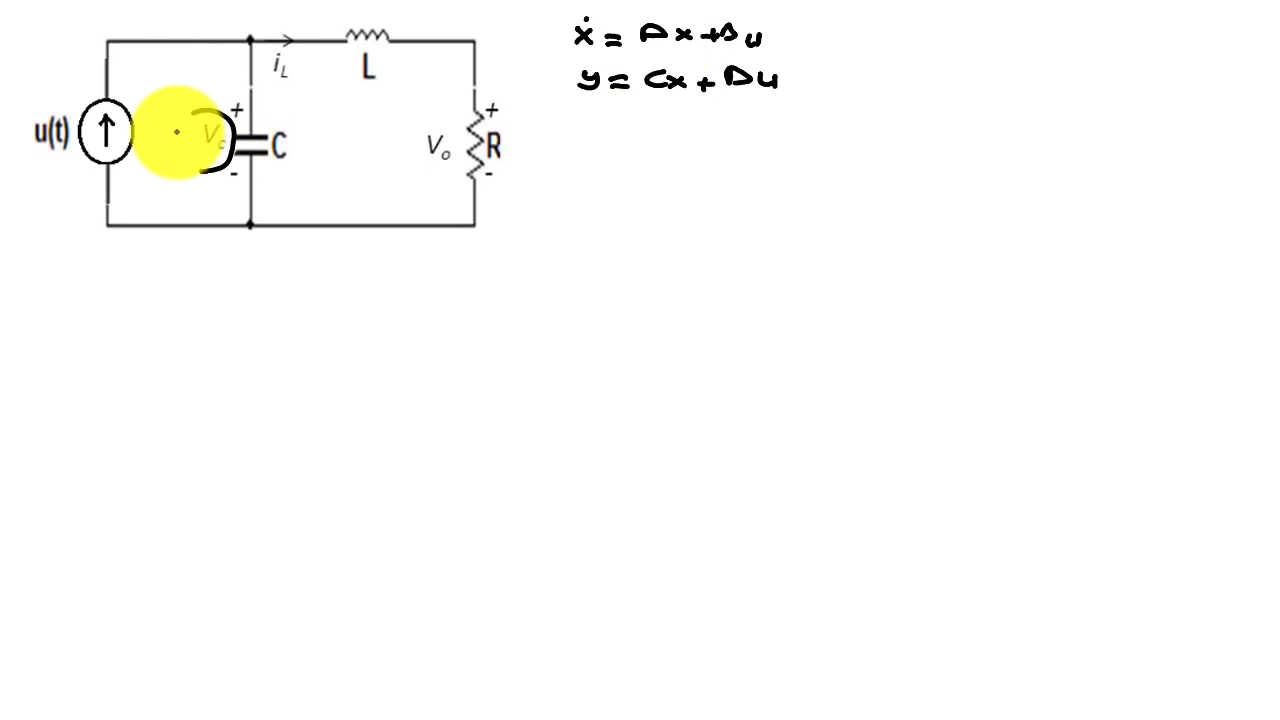 ẋ = Ax + Bu
y = Cx + Du
i_L
L
u(t)
+
V_c
-
C
V_o
+
R
-